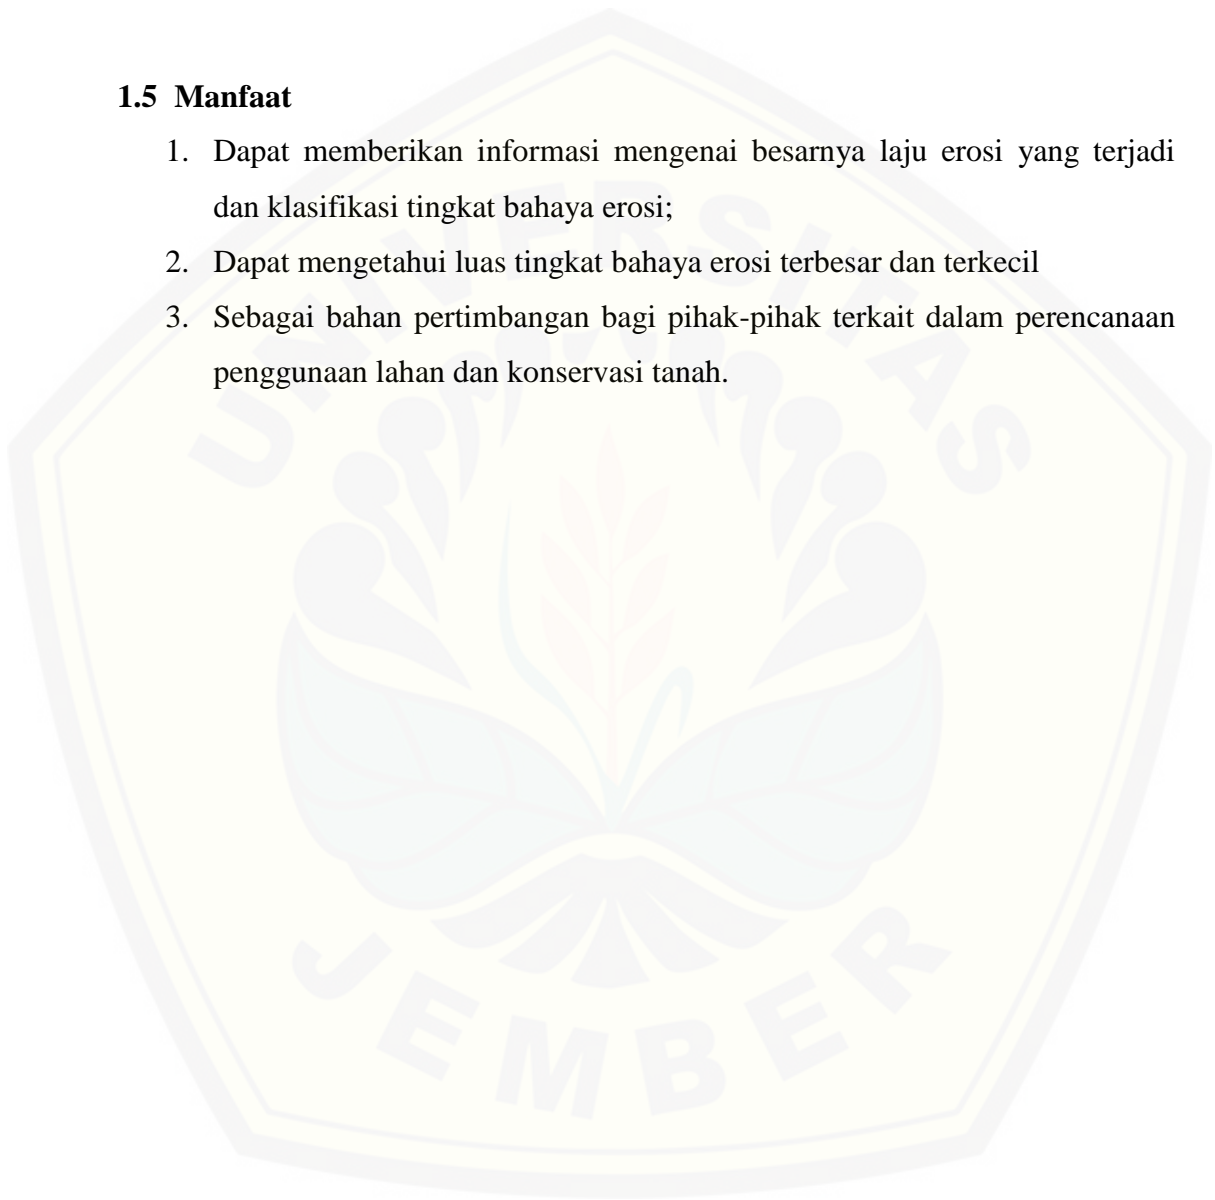 1.5 Manfaat
1. Dapat memberikan informasi mengenai besarnya laju erosi yang terjadi
dan klasifikasi tingkat bahaya erosi;
2. Dapat mengetahui luas tingkat bahaya erosi terbesar dan terkecil
3. Sebagai bahan pertimbangan bagi pihak-pihak terkait dalam perencanaan
penggunaan lahan dan konservasi tanah.
UNIVERSITAS
JEMBER